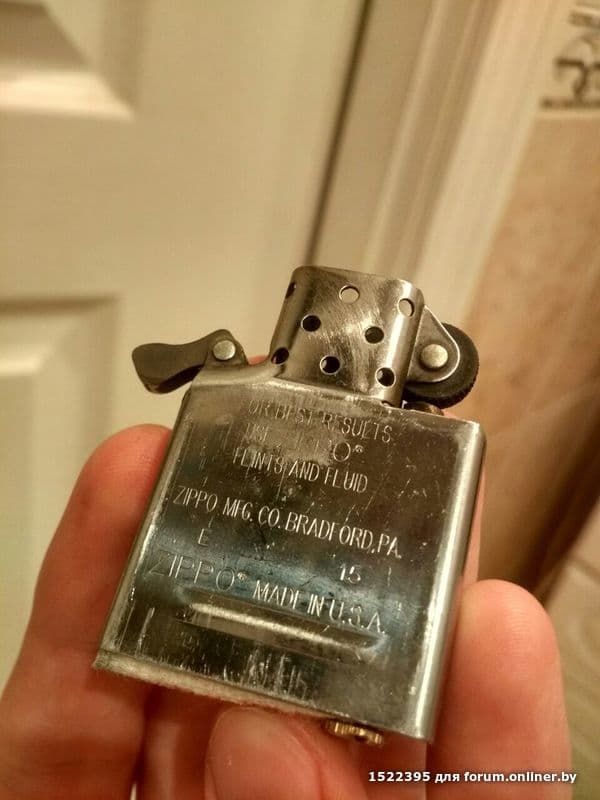 OR BEST RESULTS
USE ZIPPO®
FLINTS AND FLUID
ZIPPO MFG. CO. BRADFORD, PA.
E 15
ZIPPO® MADE IN U.S.A.
1522395 для forum.onliner.by